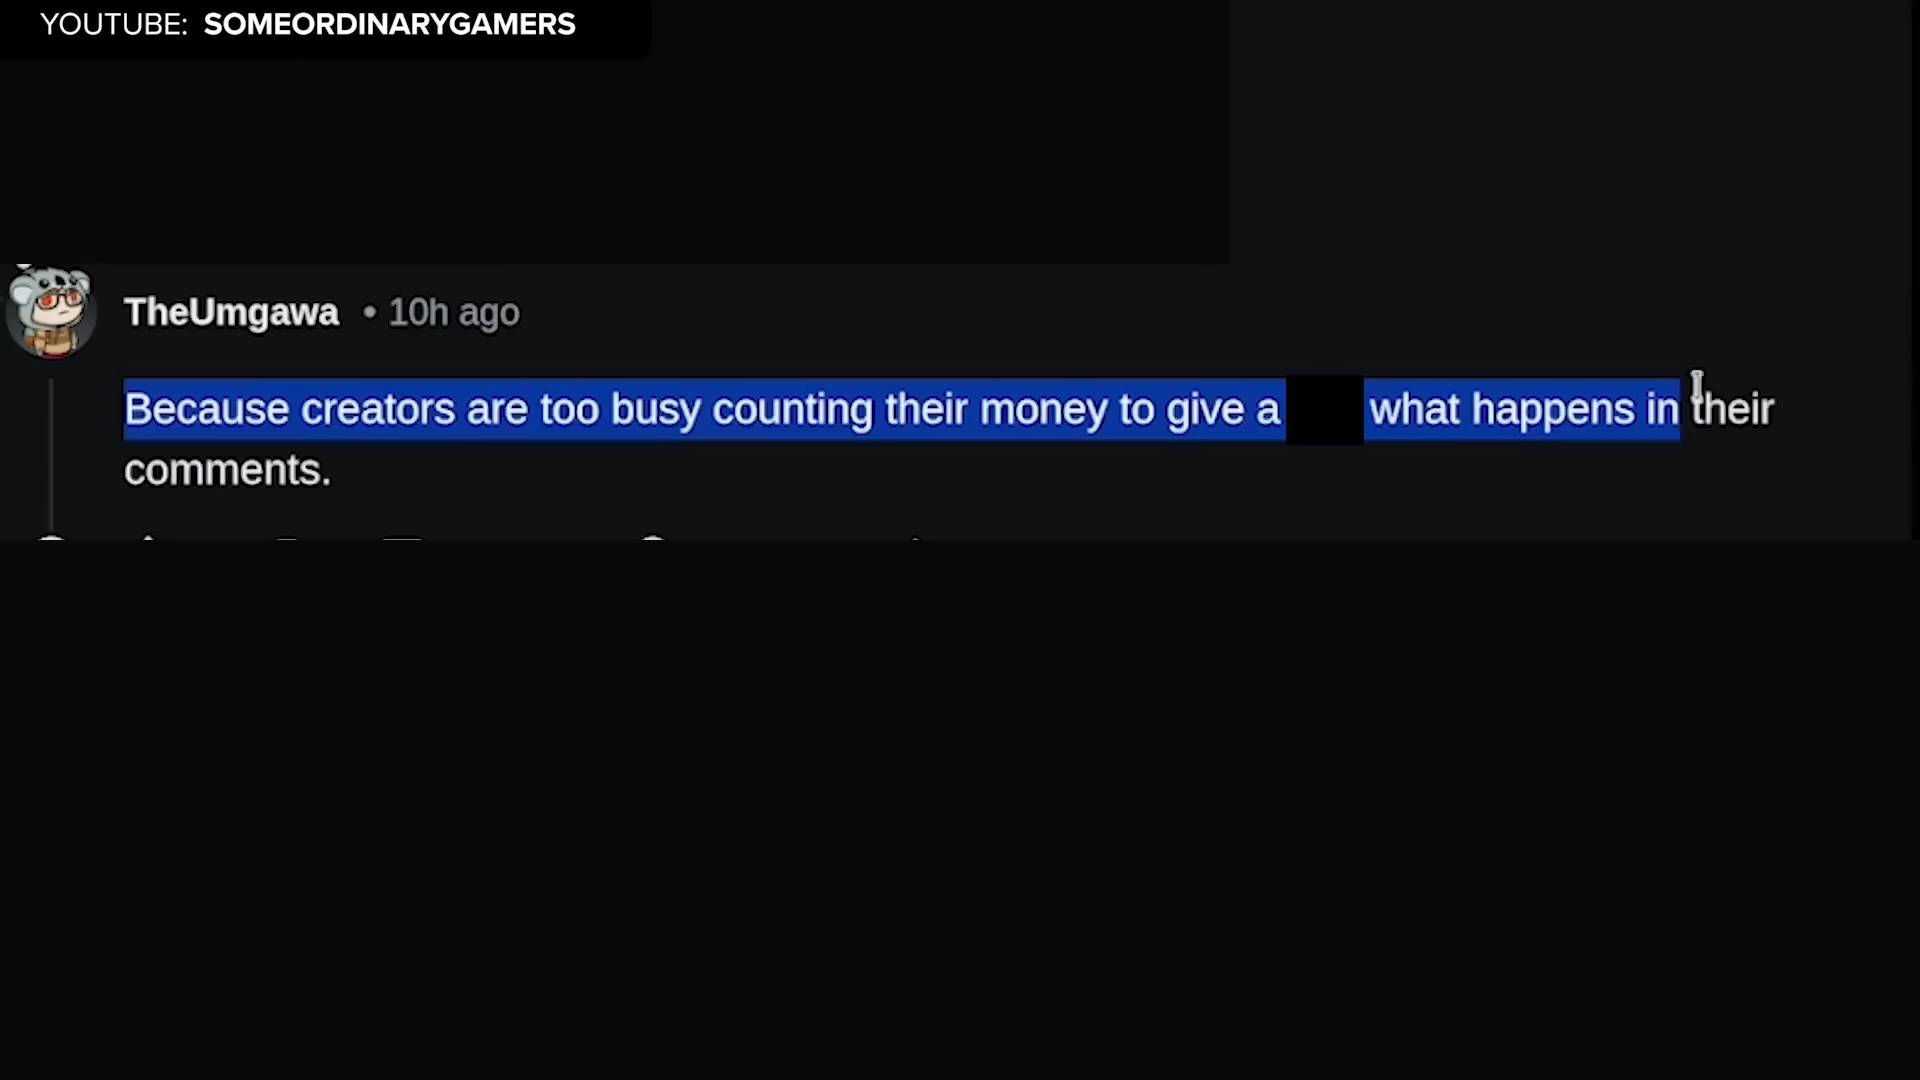 YOUTUBE: SOMEORDINARYGAMERS
TheUmgawa • 10h ago
Because creators are too busy counting their money to give a what happens in their
comments.